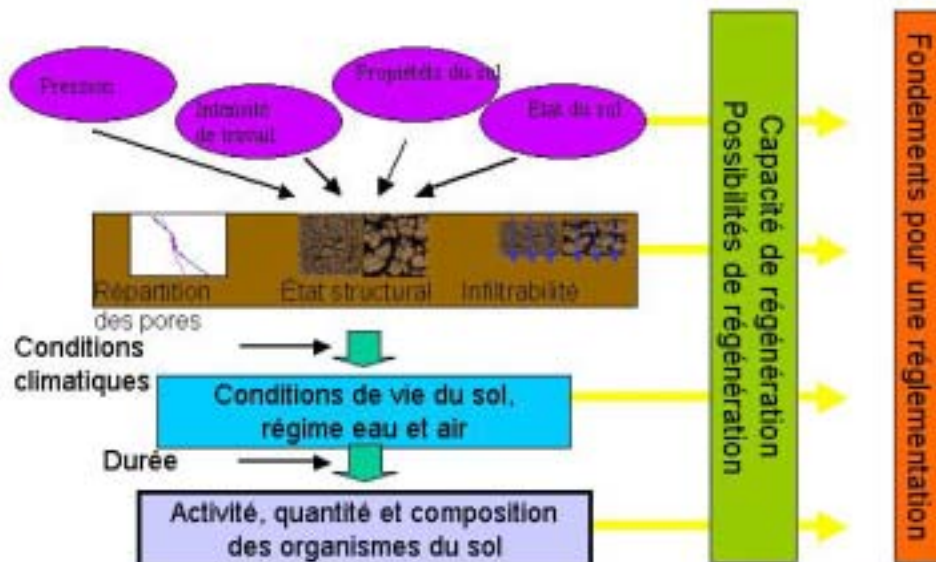 Pression
Propriétés du sol
Intensité
de travail
Etat du sol
Répartition
des pores
État structural
Infiltrabilité
Conditions
climatiques
Conditions de vie du sol,
régime eau et air
Durée
Activité, quantité et composition
des organismes du sol
Capacité de régénération
Possibilités de régénération
Fondements pour une réglementation